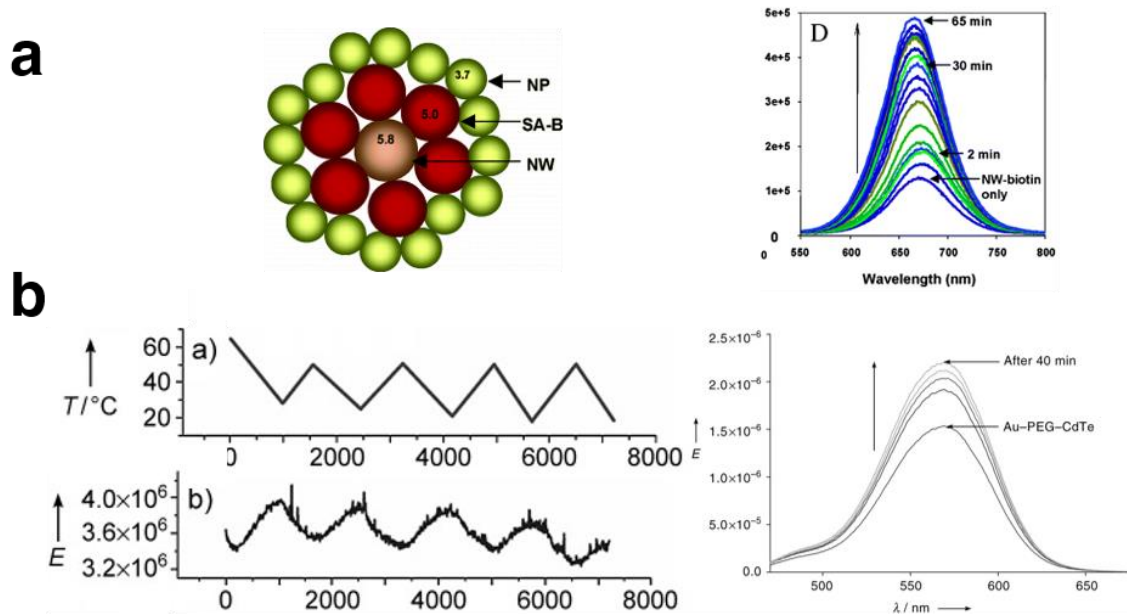 a
3.7
NP
5.0
SA-B
5.8
NW
D
5e+5
4e+5
3e+5
2e+5
1e+5
0
0
65 min
30 min
2 min
NW-biotin
only
550 600 650 700 750 800
Wavelength (nm)
b
a)
T/°C
60
40
20
0 2000 4000 6000 8000
b)
E
4.0×10⁶
3.6×10⁶
3.2×10⁶
0 2000 4000 6000 8000
2.5×10⁻⁶
2.0×10⁻⁶
1.5×10⁻⁶
1.0×10⁻⁶
5.0×10⁻⁵
0.0
E
After 40 min
Au–PEG–CdTe
500 550 600 650
λ / nm